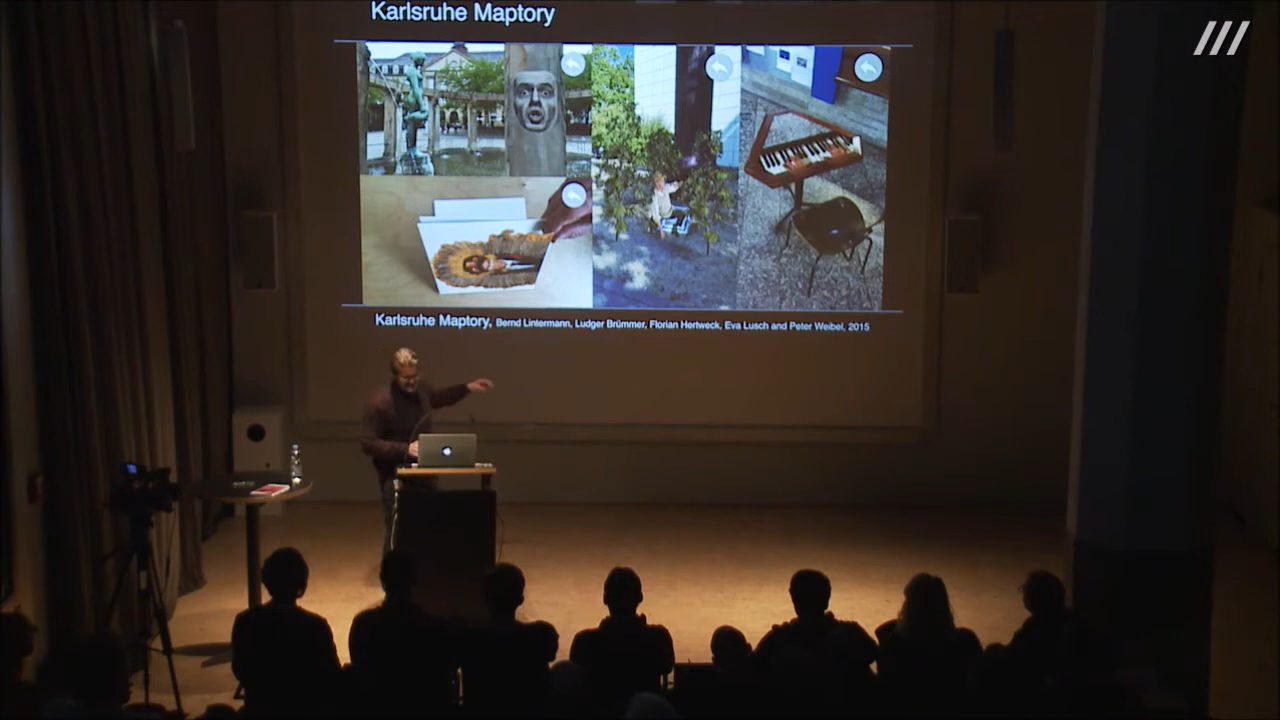 Karlsruhe Maptory
Karlsruhe Maptory, Bernd Lintermann, Ludger Brümmer, Florian Hertweck, Eva Lusch and Peter Weibel, 2015